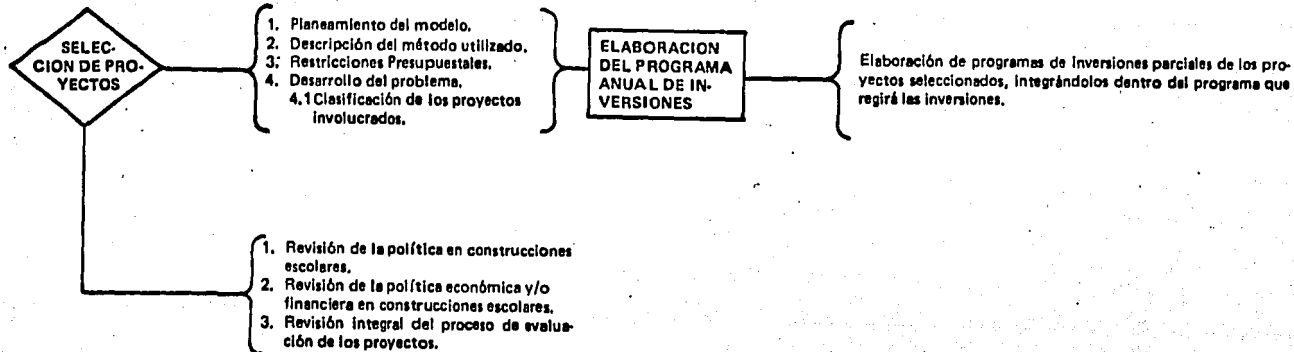 SELEC-
CION DE PRO-
YECTOS
1. Planeamiento del modelo.
2. Descripción del método utilizado.
3. Restricciones Presupuestales.
4. Desarrollo del problema.
4.1 Clasificación de los proyectos
involucrados.
ELABORACION
DEL PROGRAMA
ANUAL DE IN-
VERSIONES
Elaboración de programas de inversiones parciales de los pro-
yectos seleccionados, integrándolos dentro del programa que
regirá las inversiones.
1. Revisión de la política en construcciones
escolares.
2. Revisión de la política económica y/o
financiera en construcciones escolares.
3. Revisión integral del proceso de evalua-
ción de los proyectos.